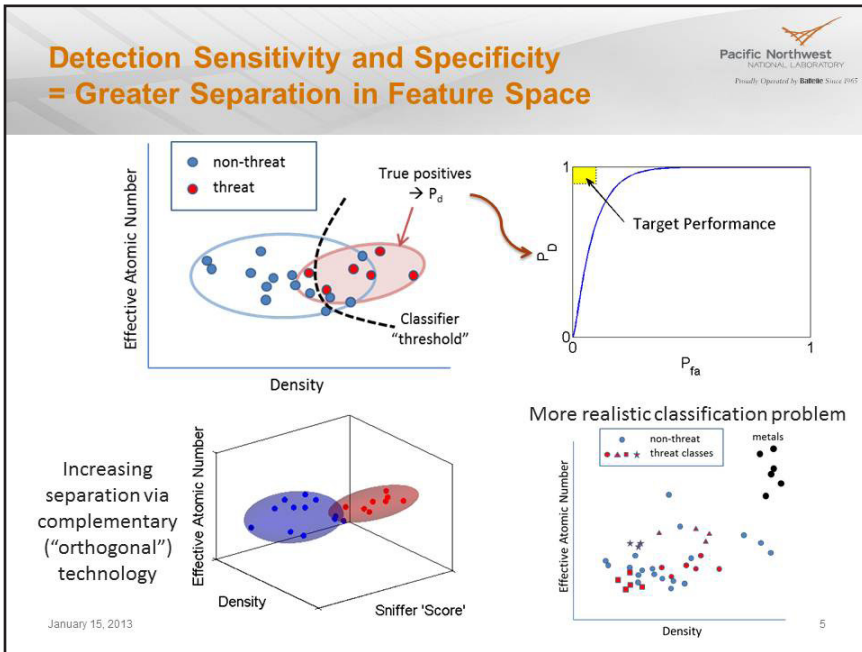 Detection Sensitivity and Specificity
= Greater Separation in Feature Space
Pacific Northwest
NATIONAL LABORATORY
Proudly Operated by Battelle Since 1965
Effective Atomic Number
non-threat
threat
True positives
→ Pd
Classifier
"threshold"
Density
1
Target Performance
PD
0
0
1
Pfa
Increasing
separation via
complementary
("orthogonal")
technology
Effective Atomic Number
Density
Sniffer 'Score'
More realistic classification problem
non-threat
threat classes
metals
Effective Atomic Number
Density
January 15, 2013
5